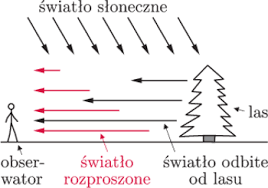 światło słoneczne
las
obser-
wator
światło
rozproszone
światło odbite
od lasu